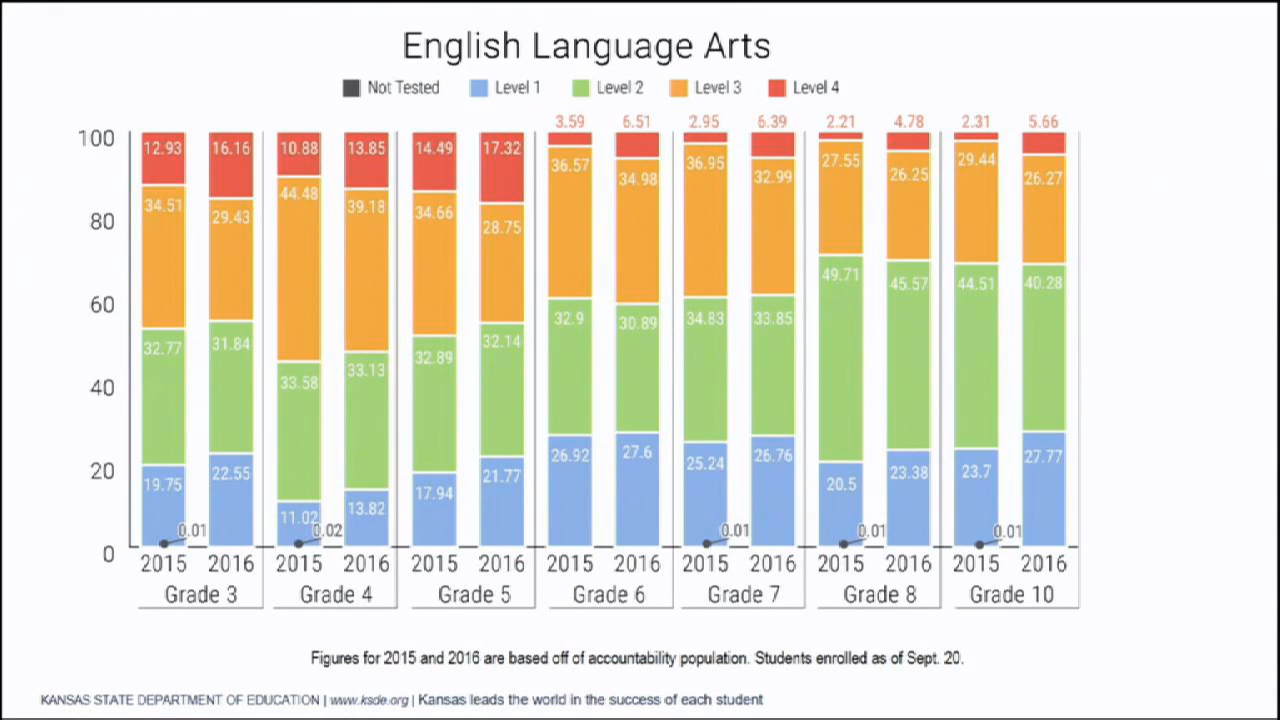 English Language Arts
Not Tested Level 1 Level 2 Level 3 Level 4
3.59 6.51 2.95 6.39 2.21 4.78 2.31 5.66
100
12.93 16.16 10.88 13.85 14.49 17.32
36.57 34.98 36.95 32.99 27.55 26.25 29.44 26.27
34.51 29.43 44.48 39.18 34.66 28.75
80
49.71 45.57 44.51 40.28
60
32.9 30.89 34.83 33.85
32.77 31.84 33.58 33.13 32.89 32.14
40
26.92 27.6 25.24 26.76 20.5 23.38 23.7 27.77
20
19.75 22.55 11.02 13.82 17.94 21.77
0.01 0.02 0.01 0.01 0.01
0
2015 2016 2015 2016 2015 2016 2015 2016 2015 2016 2015 2016 2015 2016
Grade 3 Grade 4 Grade 5 Grade 6 Grade 7 Grade 8 Grade 10
Figures for 2015 and 2016 are based off of accountability population. Students enrolled as of Sept. 20.
KANSAS STATE DEPARTMENT OF EDUCATION | www.ksde.org | Kansas leads the world in the success of each student